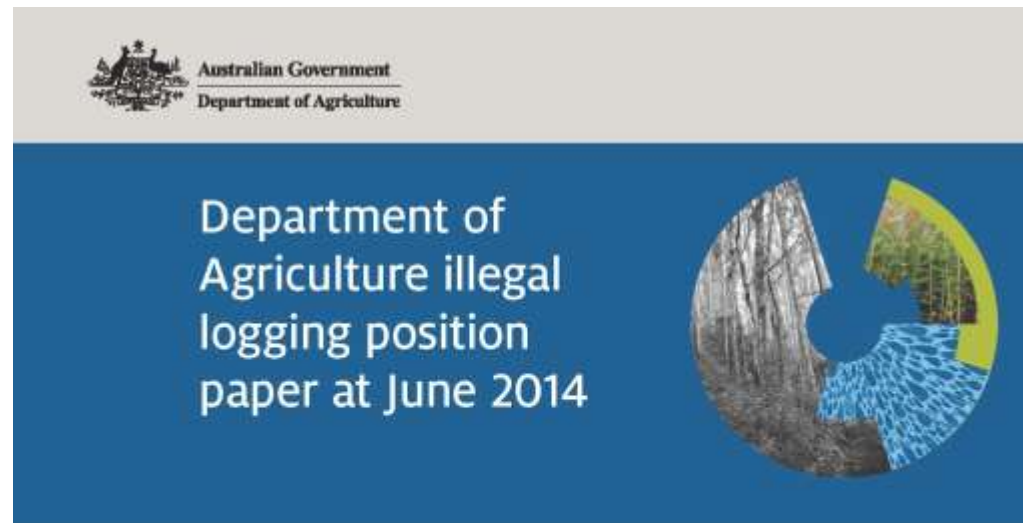 Australian Government
Department of Agriculture
Department of
Agriculture illegal
logging position
paper at June 2014